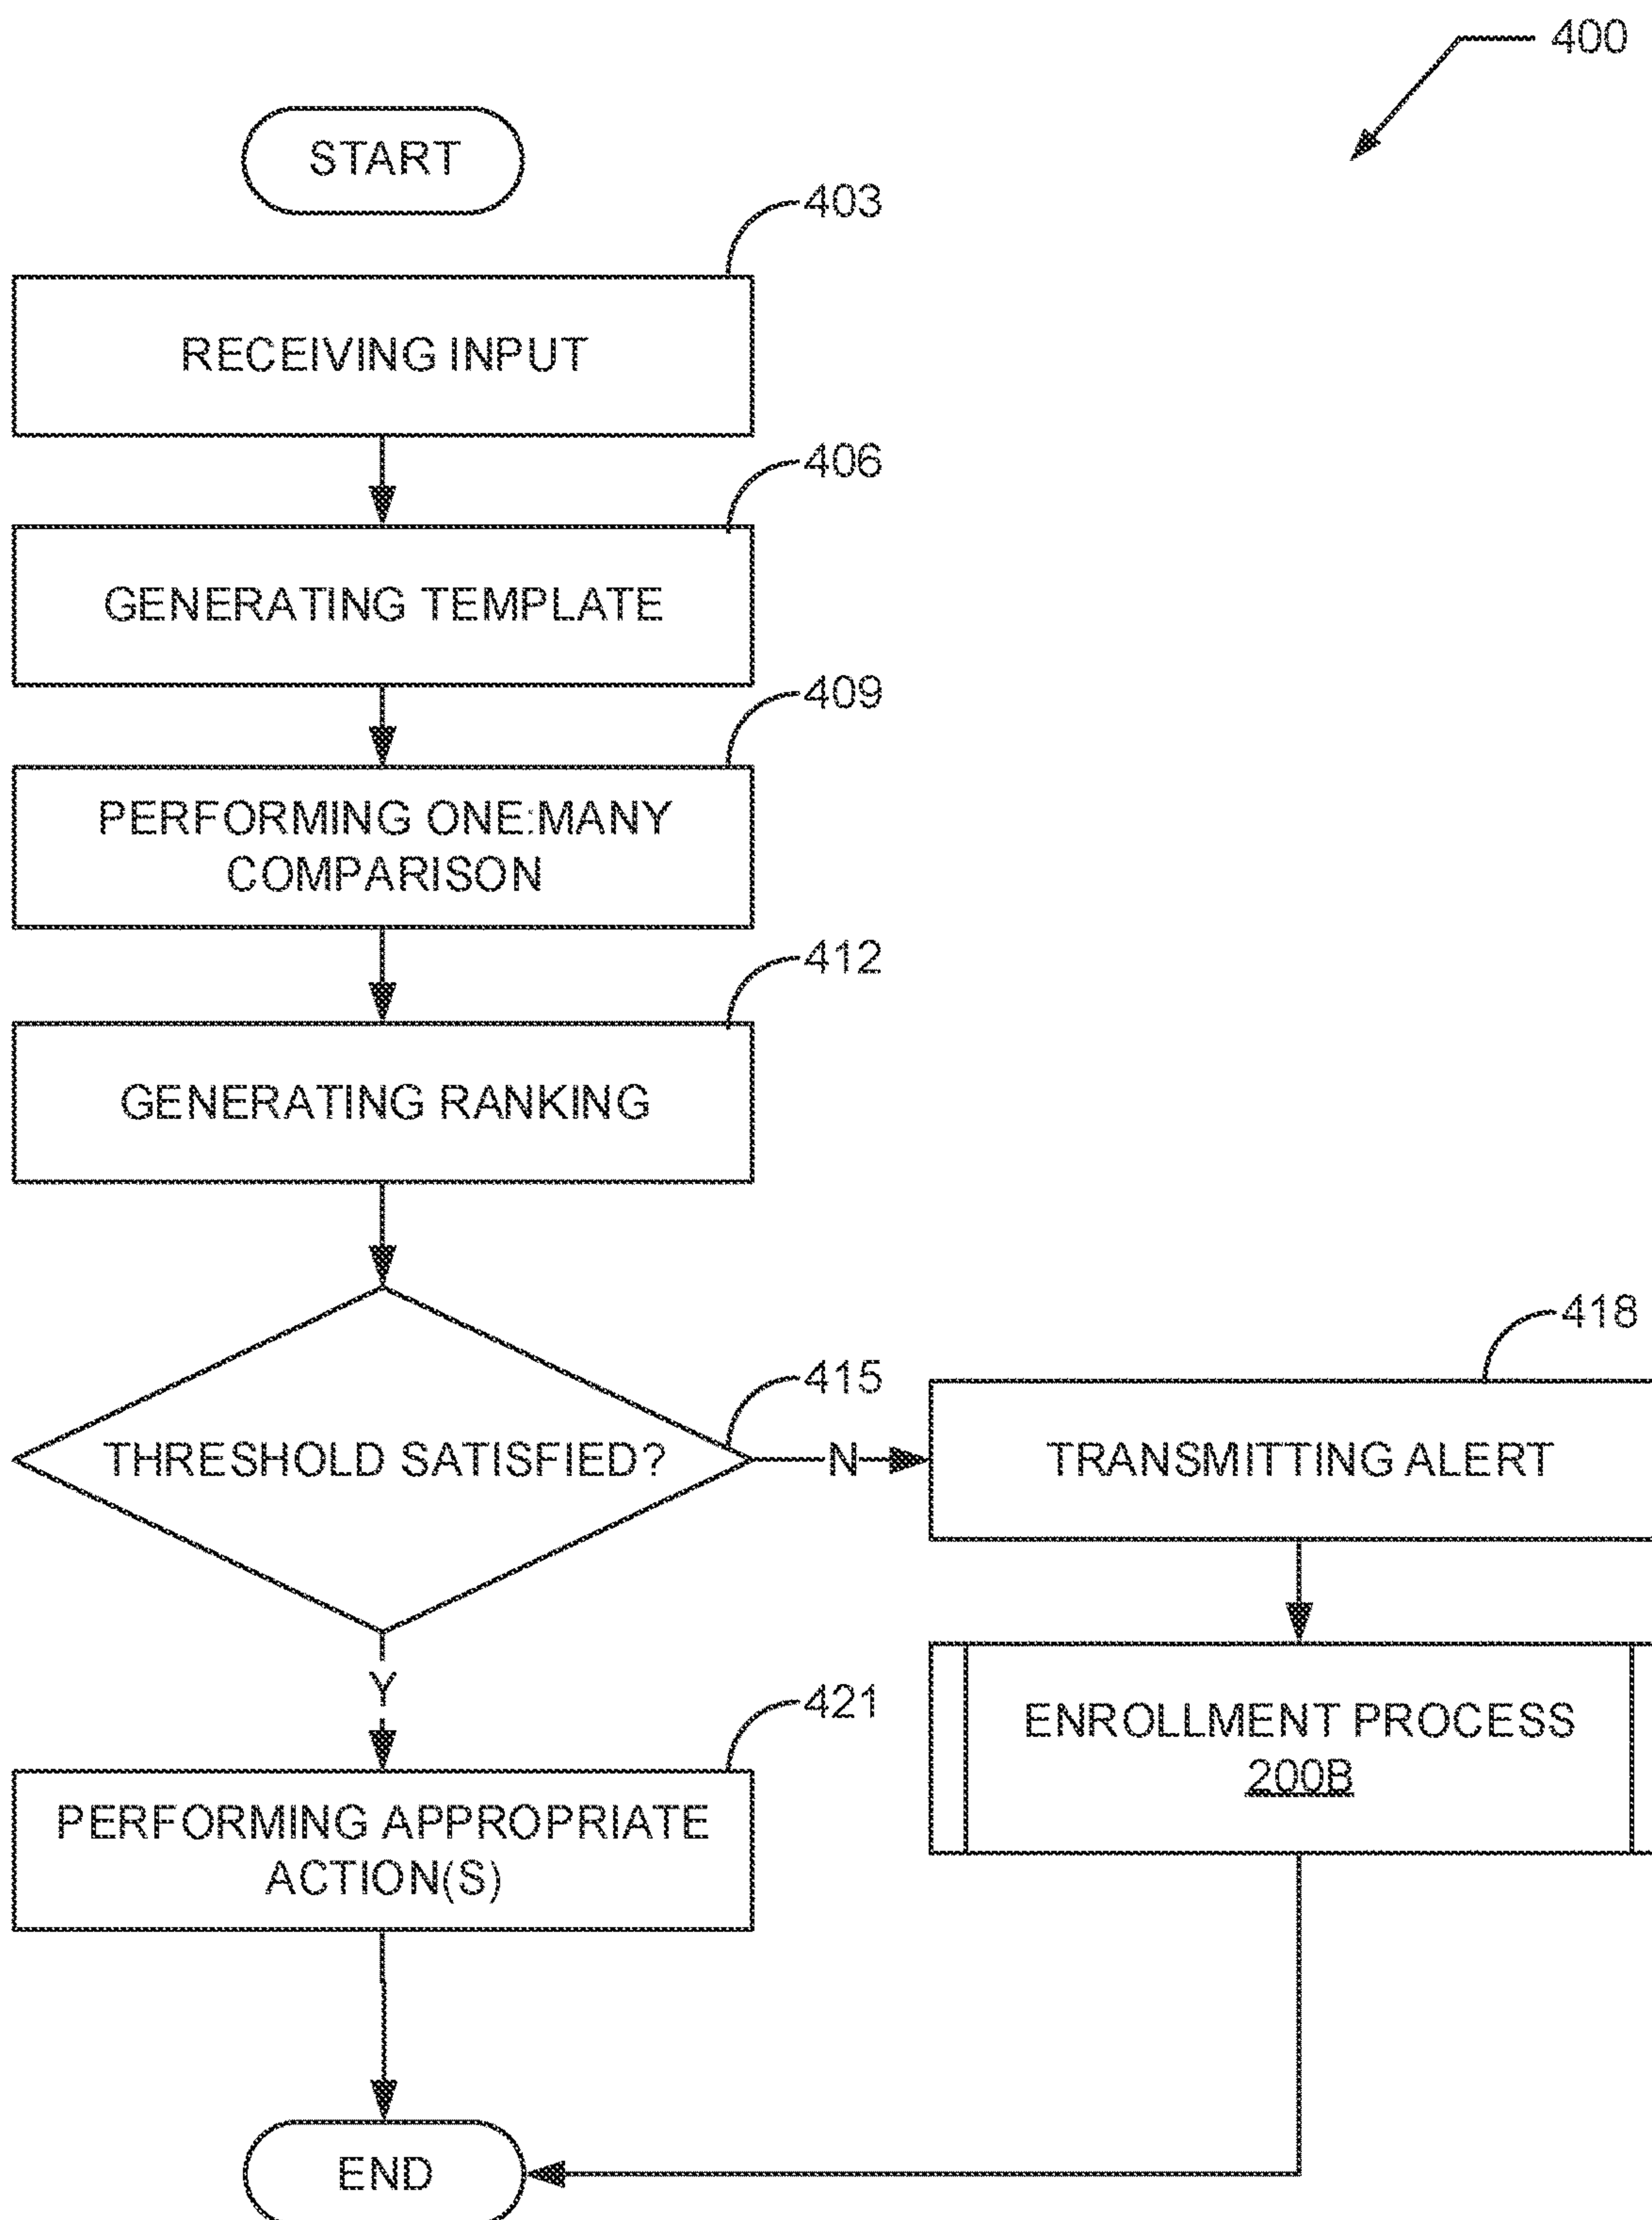 400
START
403
RECEIVING INPUT
406
GENERATING TEMPLATE
409
PERFORMING ONE:MANY
COMPARISON
412
GENERATING RANKING
415
THRESHOLD SATISFIED?
N
418
TRANSMITTING ALERT
ENROLLMENT PROCESS
200B
Y
421
PERFORMING APPROPRIATE
ACTION(S)
END